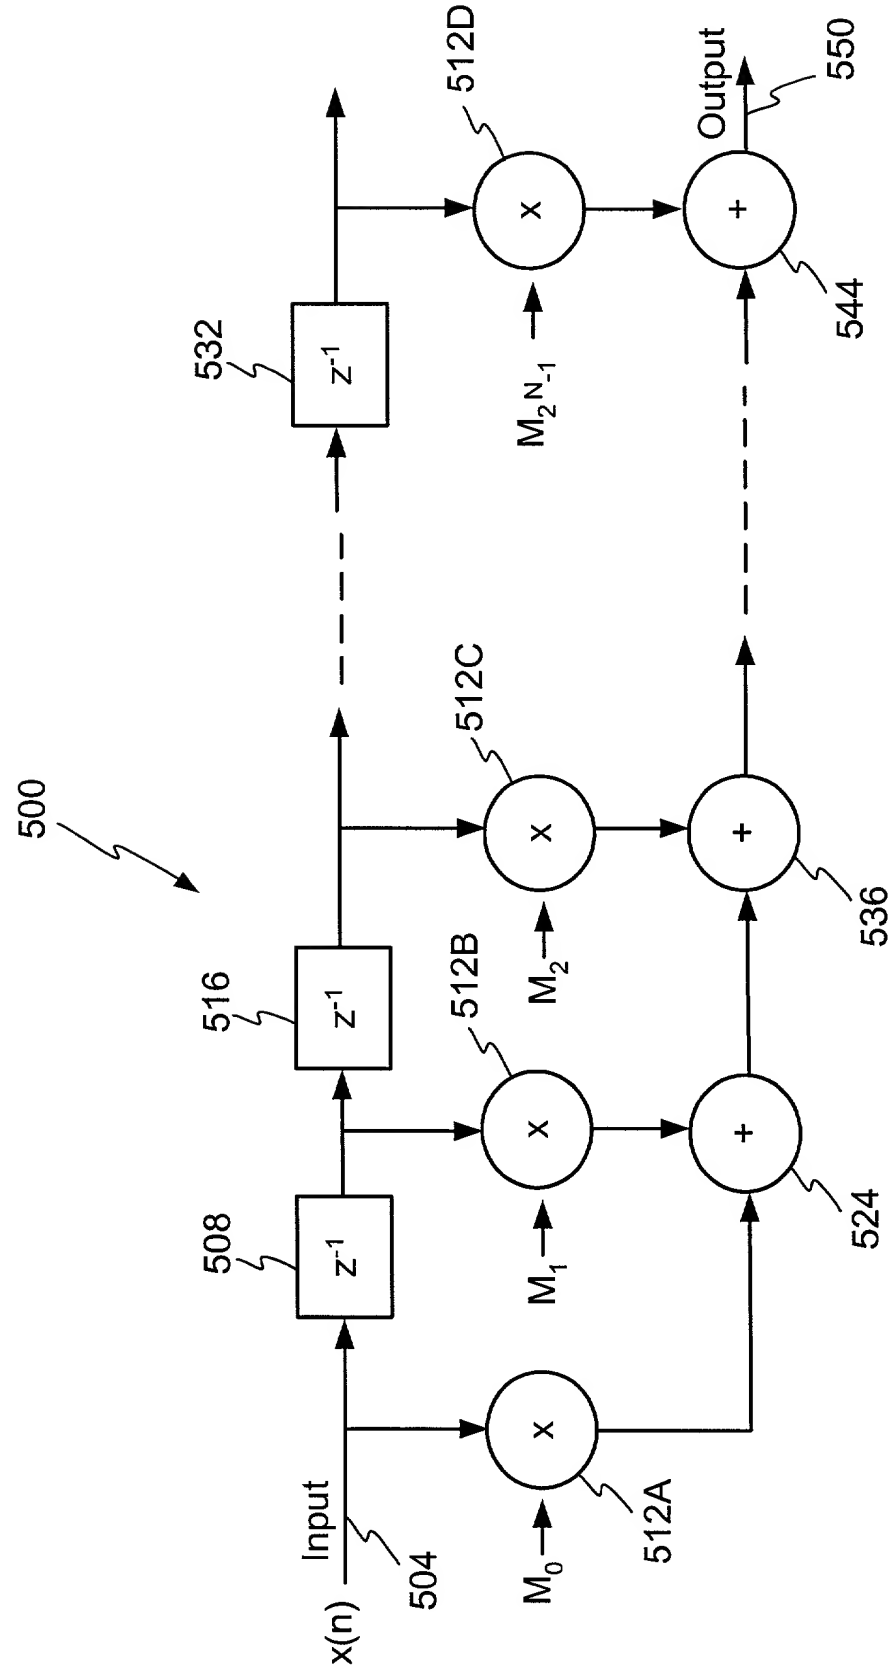 500
508
516
532
z⁻¹
z⁻¹
z⁻¹
Input
x(n)
504
512A
512B
512C
512D
x
x
x
x
M₀
M₁
M₂
M₂ᴺ₋₁
+
+
+
Output
524
536
544
550